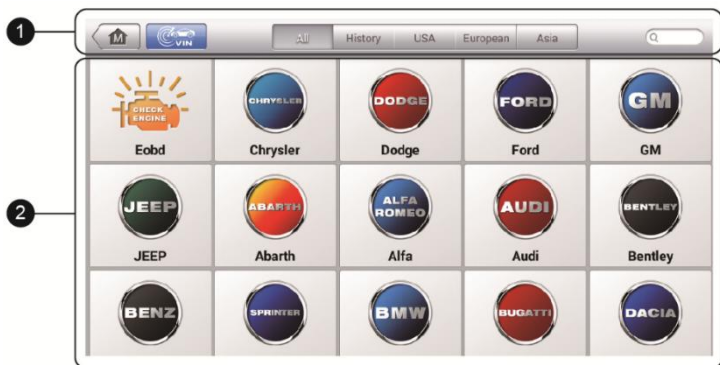 1
M
VIN
All
History
USA
European
Asia
2
CHECK
ENGINE
CHRYSLER
DODGE
FORD
GM
Eobd
Chrysler
Dodge
Ford
GM
JEEP
ABARTH
ALFA
ROMEO
AUDI
BENTLEY
JEEP
Abarth
Alfa
Audi
Bentley
BENZ
SPRINTER
BMW
BUGATTI
DACIA